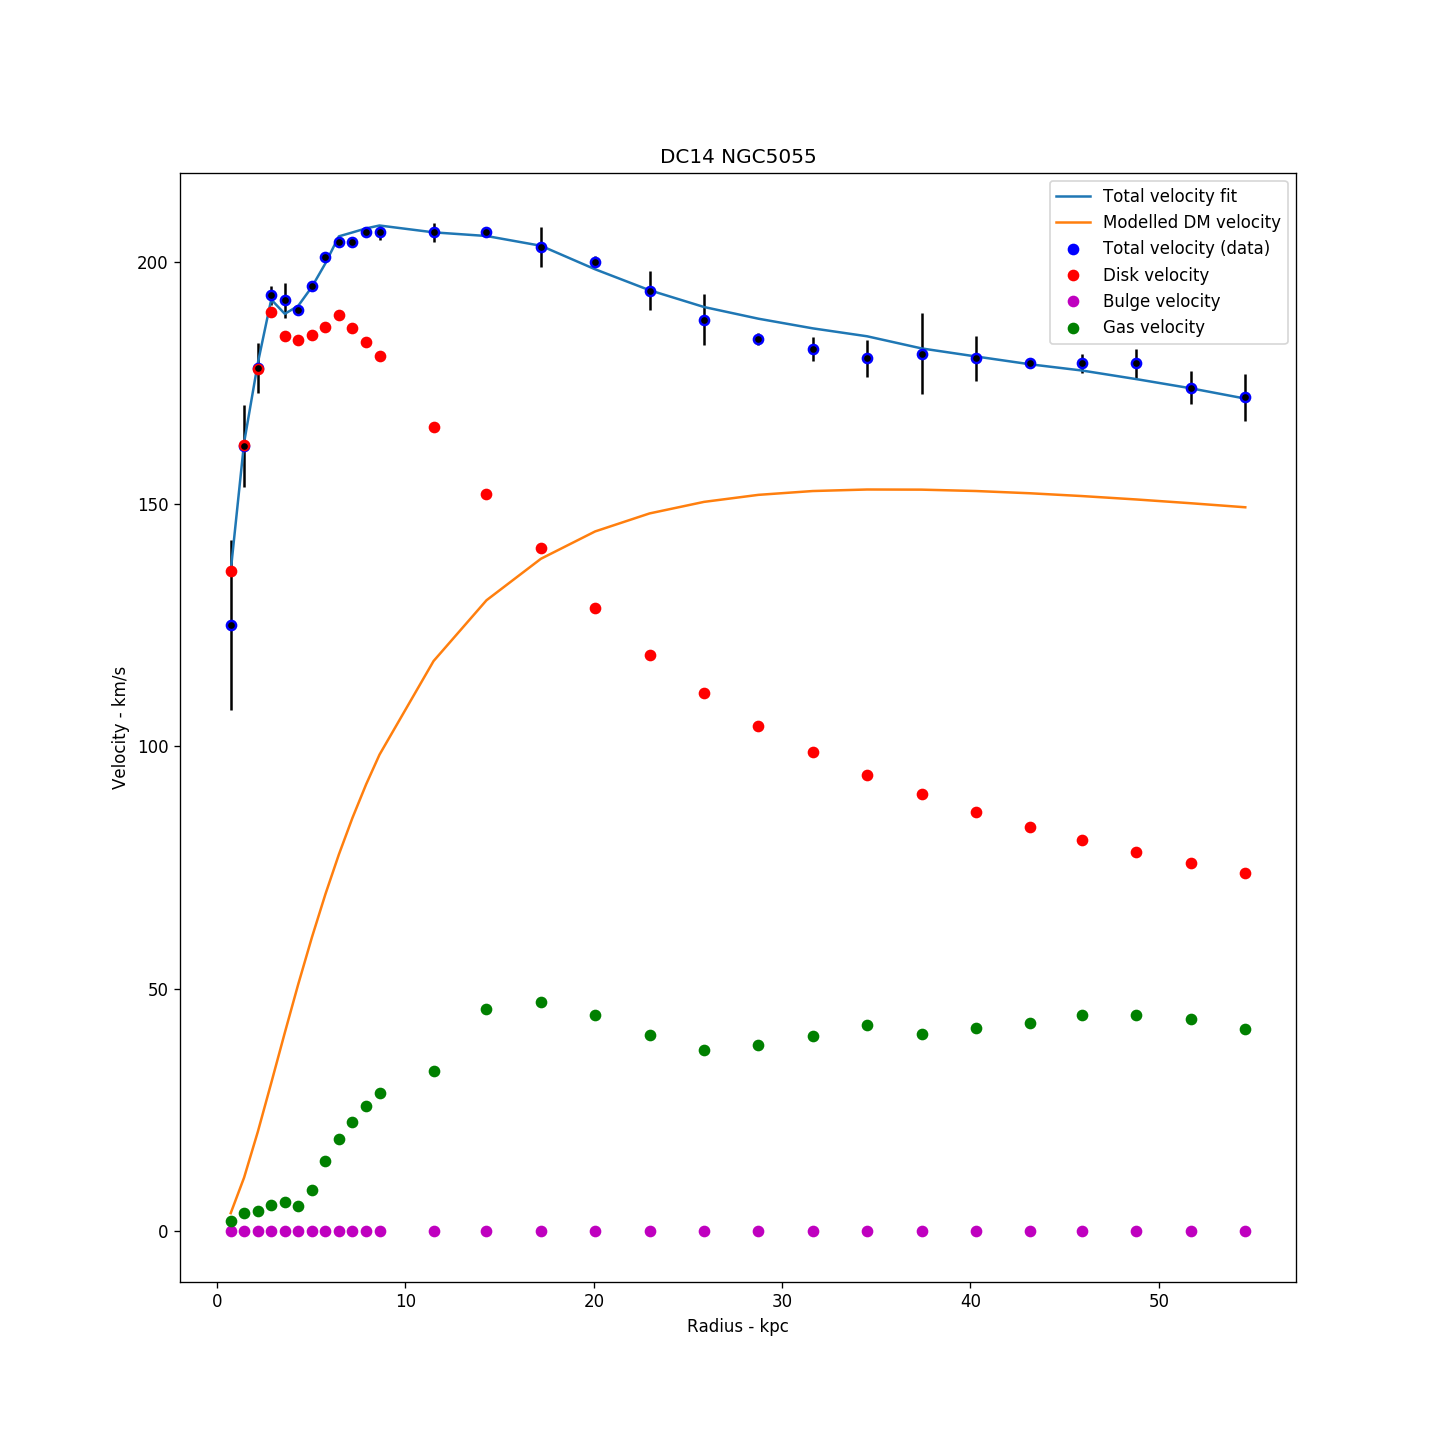 DC14 NGC5055
Total velocity fit
Modelled DM velocity
Total velocity (data)
Disk velocity
Bulge velocity
Gas velocity
200
150
100
50
0
Velocity - km/s
0 10 20 30 40 50
Radius - kpc